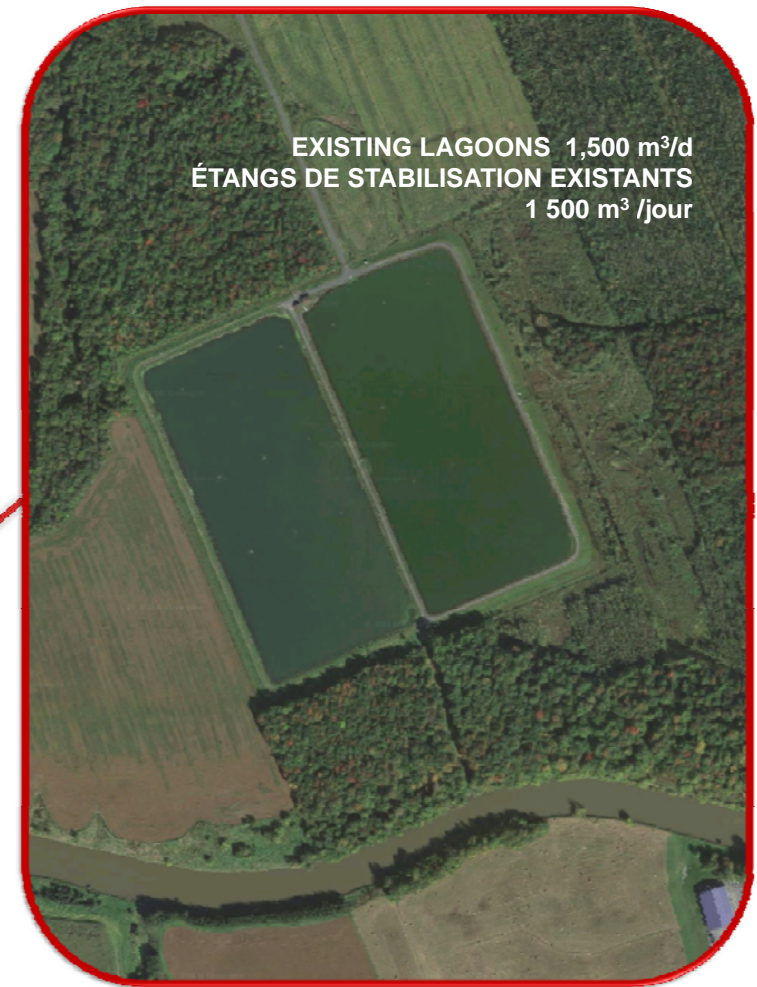 EXISTING LAGOONS 1,500 m³/d
ÉTANGS DE STABILISATION EXISTANTS
1 500 m³ /jour